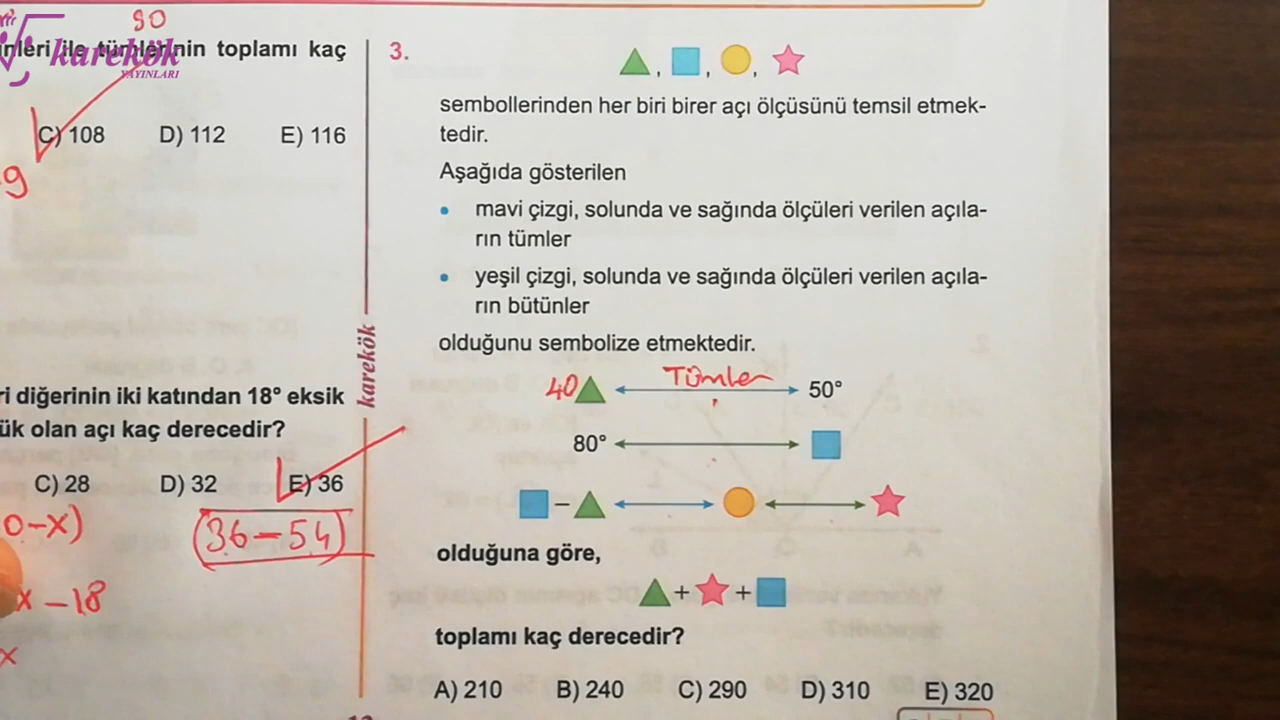 90
karekök
YAYINLARI
nleri ile tümlerinin toplamı kaç
C) 108 D) 112 E) 116
9
ri diğerinin iki katından 18° eksik
ük olan açı kaç derecedir?
C) 28 D) 32 E) 36
0-x)
36-54
x-18
x
karekök
3.
sembollerinden her biri birer açı ölçüsünü temsil etmek-
tedir.
Aşağıda gösterilen
• mavi çizgi, solunda ve sağında ölçüleri verilen açıla-
rın tümler
• yeşil çizgi, solunda ve sağında ölçüleri verilen açıla-
rın bütünler
olduğunu sembolize etmektedir.
40 Tümler 50°
80°
olduğuna göre,
+ +
toplamı kaç derecedir?
A) 210 B) 240 C) 290 D) 310 E) 320